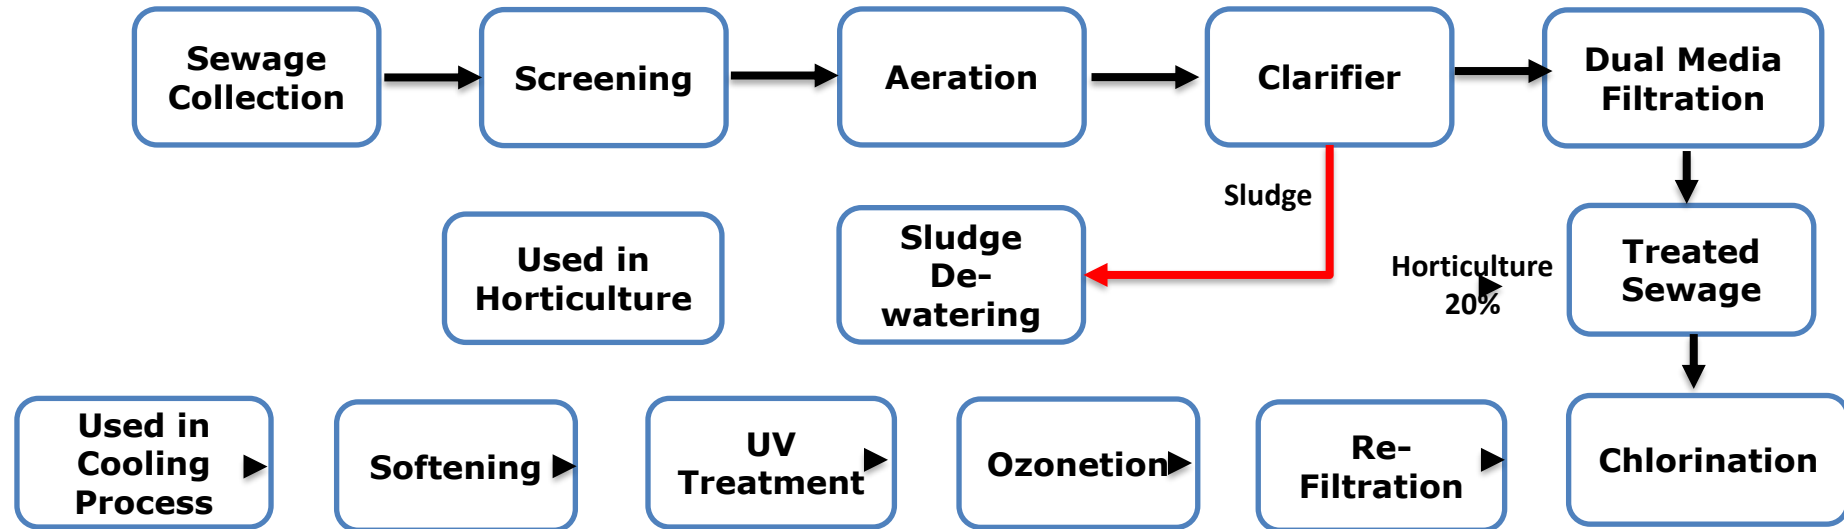 Sewage
Collection
Screening
Aeration
Clarifier
Dual Media
Filtration
Sludge
Used in
Horticulture
Sludge
De-
watering
Horticulture
20%
Treated
Sewage
Used in
Cooling
Process
Softening
UV
Treatment
Ozonetion
Re-
Filtration
Chlorination